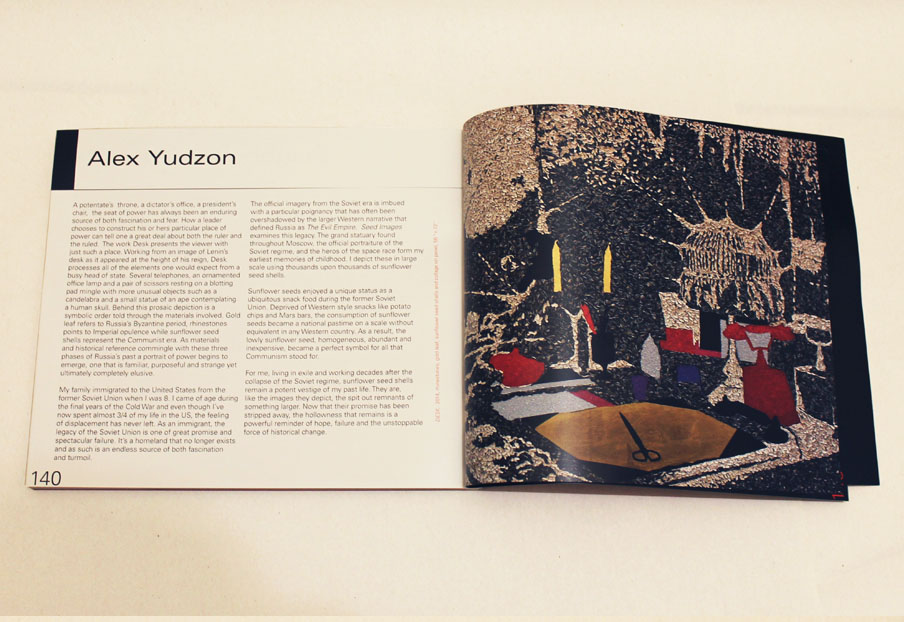 Alex Yudzon
A potentate's throne, a dictator's office, a president's
chair, the seat of power has always been an enduring
source of both fascination and fear. How a leader
chooses to construct his or hers particular place of
power can tell one a great deal about both the ruler and
the ruled. The work Desk presents the viewer with
just such a place. Working from an image of Lenin's
desk as it appeared at the height of his reign, Desk
processes all of the elements one would expect from a
busy head of state. Several telephones, an ornamented
office lamp and a pair of scissors resting on a blotting
pad mingle with more unusual objects such as a
candelabra and a small statue of an ape contemplating
a human skull. Behind this prosaic depiction is a
symbolic order told through the materials involved. Gold
leaf refers to Russia's Byzantine period, rhinestones
points to Imperial opulence while sunflower seed
shells represent the Communist era. As materials
and historical reference commingle with these three
phases of Russia's past a portrait of power begins to
emerge, one that is familiar, purposeful and strange yet
ultimately completely elusive.
My family immigrated to the United States from the
former Soviet Union when I was 8. I came of age during
the final years of the Cold War and even though I've
now spent almost 3/4 of my life in the US, the feeling
of displacement has never left. As an immigrant, the
legacy of the Soviet Union is one of great promise and
spectacular failure. It's a homeland that no longer exists
and as such is an endless source of both fascination
and turmoil.
140
The official imagery from the Soviet era is imbued
with a particular poignancy that has often been
overshadowed by the larger Western narrative that
defined Russia as The Evil Empire. Seed Images
examines this legacy. The grand statuary found
throughout Moscow, the official portraiture of the
Soviet regime, and the heros of the space race form my
earliest memories of childhood. I depict these in large
scale using thousands upon thousands of sunflower
seed shells.
Sunflower seeds enjoyed a unique status as a
ubiquitous snack food during the former Soviet
Union. Deprived of Western style snacks like potato
chips and Mars bars, the consumption of sunflower
seeds became a national pastime on a scale without
equivalent in any Western country. As a result, the
lowly sunflower seed, homogeneous, abundant and
inexpensive, became a perfect symbol for all that
Communism stood for.
For me, living in exile and working decades after the
collapse of the Soviet regime, sunflower seed shells
remain a potent vestige of my past life. They are,
like the images they depict, the spit out remnants of
something larger. Now that their promise has been
stripped away, the hollowness that remains is a
powerful reminder of hope, failure and the unstoppable
force of historical change.